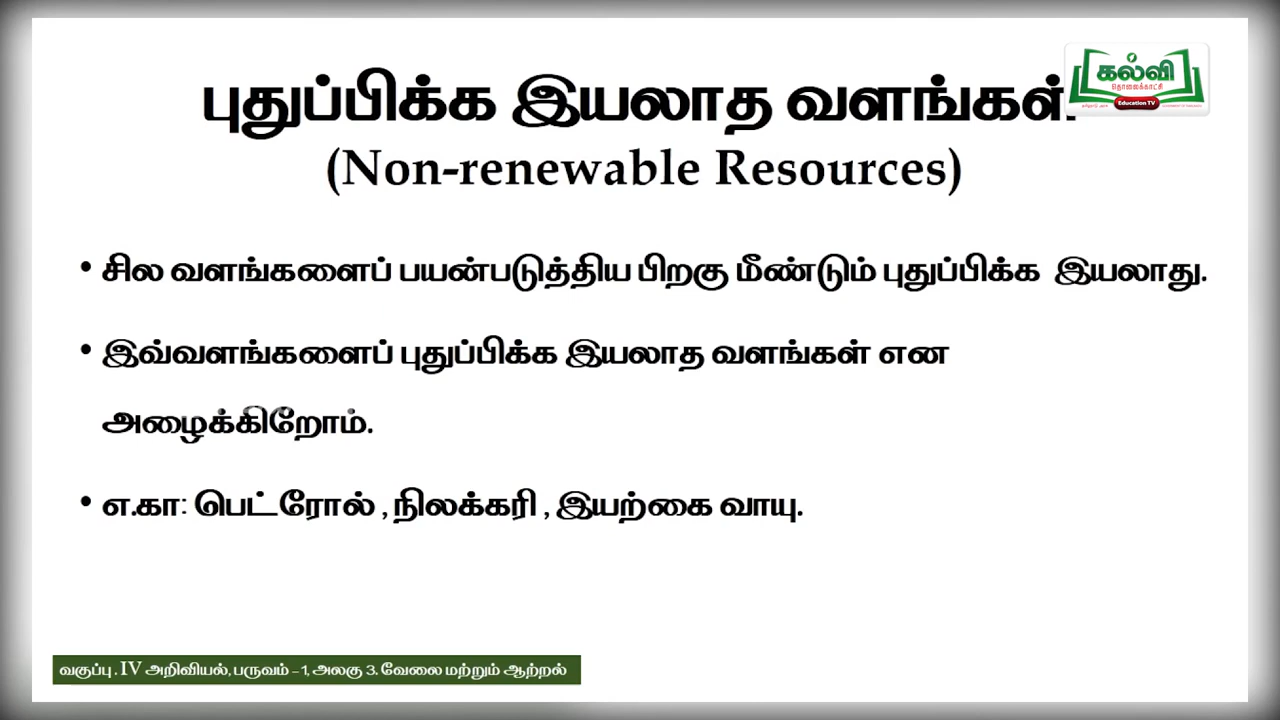 புதுப்பிக்க இயலாத வளங்கள்
(Non-renewable Resources)
கல்வி
தொலைக்காட்சி
Education TV
• சில வளங்களைப் பயன்படுத்திய பிறகு மீண்டும் புதுப்பிக்க இயலாது.
• இவ்வளங்களைப் புதுப்பிக்க இயலாத வளங்கள் என
அழைக்கிறோம்.
• எ.கா: பெட்ரோல் , நிலக்கரி , இயற்கை வாயு.
வகுப்பு . IV அறிவியல், பருவம் – 1, அலகு 3. வேலை மற்றும் ஆற்றல்